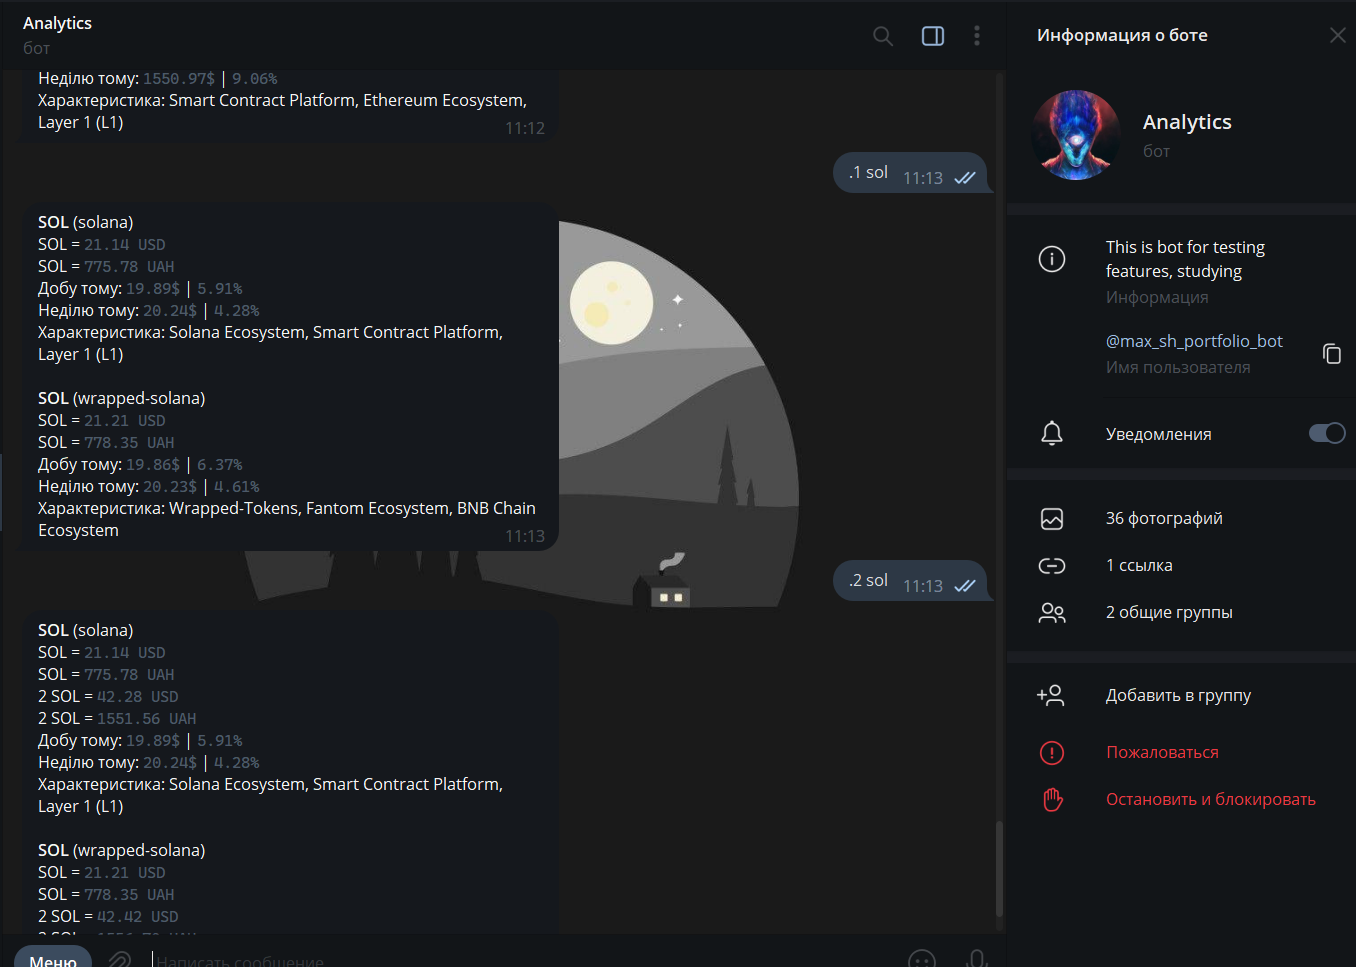 Analytics
бот
Неділю тому: 1550.97$ | 9.06%
Характеристика: Smart Contract Platform, Ethereum Ecosystem,
Layer 1 (L1)
11:12
.1 sol 11:13
SOL (solana)
SOL = 21.14 USD
SOL = 775.78 UAH
Добу тому: 19.89$ | 5.91%
Неділю тому: 20.24$ | 4.28%
Характеристика: Solana Ecosystem, Smart Contract Platform,
Layer 1 (L1)
SOL (wrapped-solana)
SOL = 21.21 USD
SOL = 778.35 UAH
Добу тому: 19.86$ | 6.37%
Неділю тому: 20.23$ | 4.61%
Характеристика: Wrapped-Tokens, Fantom Ecosystem, BNB Chain
Ecosystem
11:13
.2 sol 11:13
SOL (solana)
SOL = 21.14 USD
SOL = 775.78 UAH
2 SOL = 42.28 USD
2 SOL = 1551.56 UAH
Добу тому: 19.89$ | 5.91%
Неділю тому: 20.24$ | 4.28%
Характеристика: Solana Ecosystem, Smart Contract Platform,
Layer 1 (L1)
SOL (wrapped-solana)
SOL = 21.21 USD
SOL = 778.35 UAH
2 SOL = 42.42 USD
Меню
Написать сообщение
Информация о боте
Analytics
бот
This is bot for testing
features, studying
Информация
@max_sh_portfolio_bot
Имя пользователя
Уведомления
36 фотографий
1 ссылка
2 общие группы
Добавить в группу
Пожаловаться
Остановить и блокировать